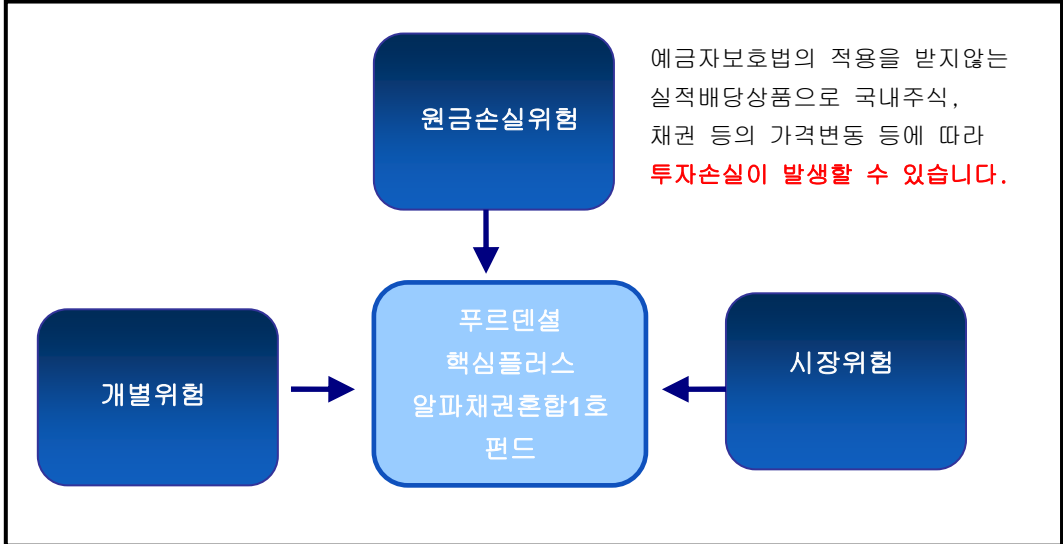 원금손실위험
예금자보호법의 적용을 받지않는
실적배당상품으로 국내주식,
채권 등의 가격변동 등에 따라
투자손실이 발생할 수 있습니다.
개별위험
푸르덴셜
핵심플러스
알파채권혼합1호
펀드
시장위험